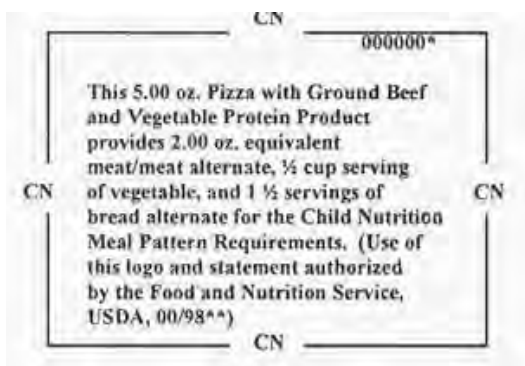 CN
000000^
This 5.00 oz. Pizza with Ground Beef
and Vegetable Protein Product
provides 2.00 oz. equivalent
meat/meat alternate, ½ cup serving
CN of vegetable, and 1 ½ servings of CN
bread alternate for the Child Nutrition
Meal Pattern Requirements. (Use of
this logo and statement authorized
by the Food and Nutrition Service,
USDA, 00/98^^)
CN